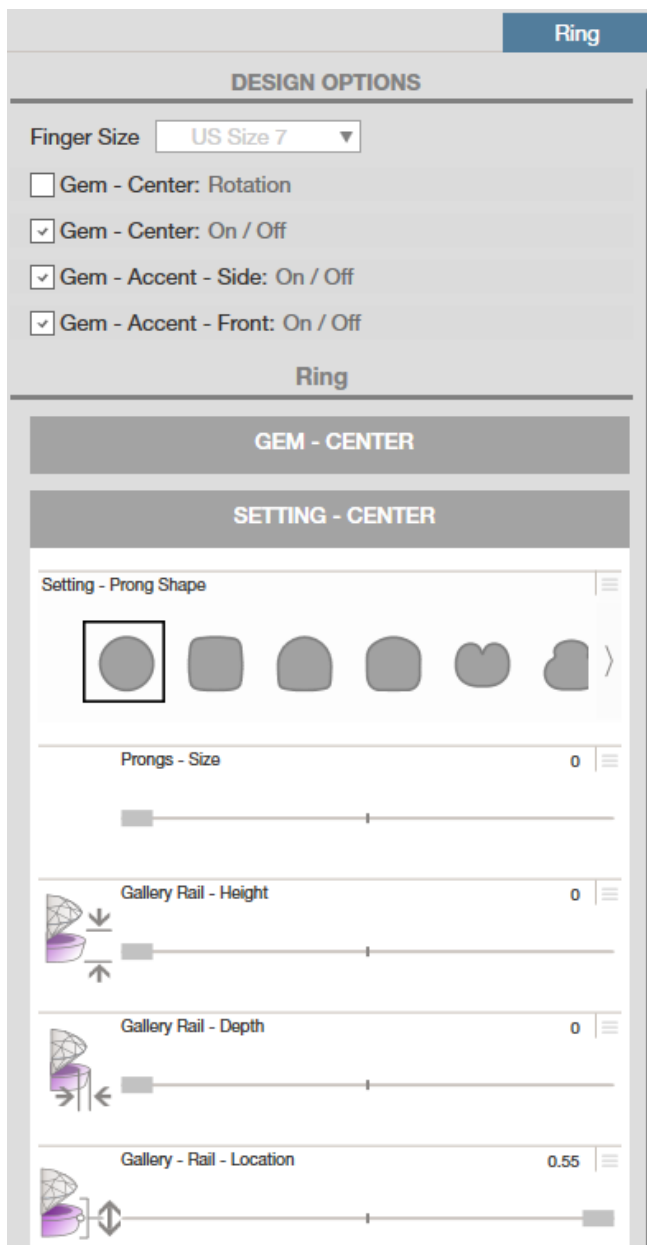 Ring
DESIGN OPTIONS
Finger Size US Size 7
Gem - Center: Rotation
Gem - Center: On / Off
Gem - Accent - Side: On / Off
Gem - Accent - Front: On / Off
Ring
GEM - CENTER
SETTING - CENTER
Setting - Prong Shape
Prongs - Size 0
Gallery Rail - Height 0
Gallery Rail - Depth 0
Gallery - Rail - Location 0.55